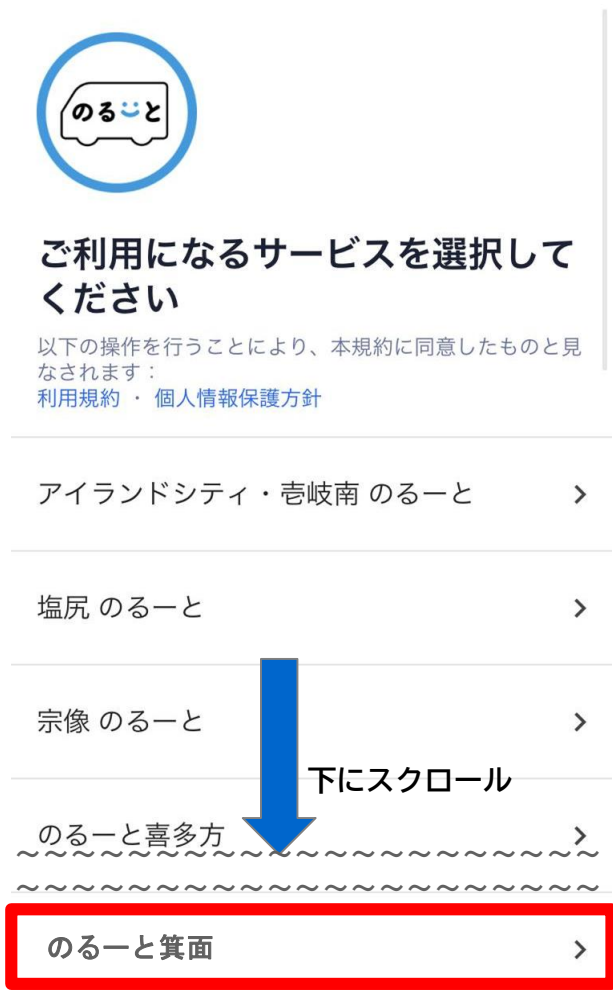 のる と
ご利用になるサービスを選択して
ください
以下の操作を行うことにより、本規約に同意したものと見
なされます：
利用規約 ・ 個人情報保護方針
アイランドシティ・壱岐南 のるーと
塩尻 のるーと
宗像 のるーと
下にスクロール
のるーと喜多方
のるーと箕面